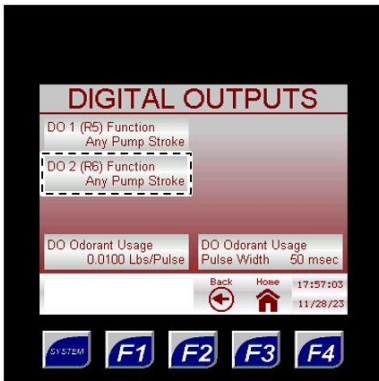 DIGITAL OUTPUTS
DO 1 (R5) Function
Any Pump Stroke
DO 2 (R6) Function
Any Pump Stroke
DO Odorant Usage
0.0100 Lbs/Pulse
DO Odorant Usage
Pulse Width 50 msec
Back Home 17:57:03
11/28/23
SYSTEM F1 F2 F3 F4